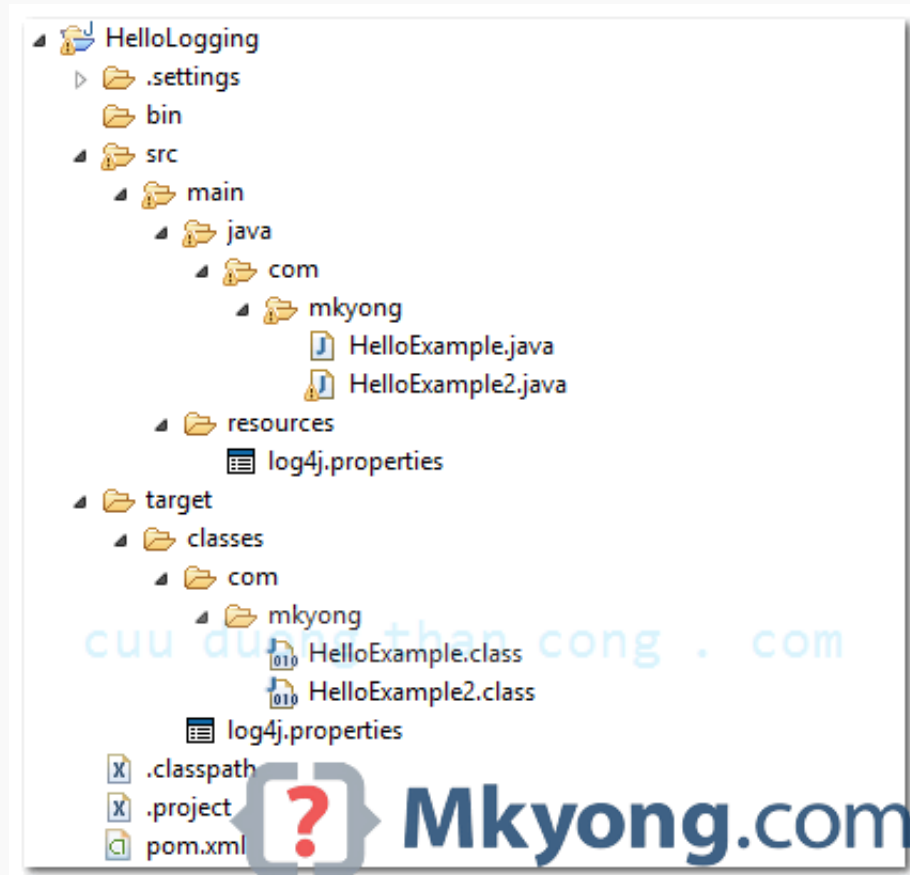 HelloLogging
.settings
bin
src
main
java
com
mkyong
HelloExample.java
HelloExample2.java
resources
log4j.properties
target
classes
com
mkyong
cuu duong than cong . com
HelloExample.class
HelloExample2.class
log4j.properties
.classpath
.project
pom.xml
Mkyong.com